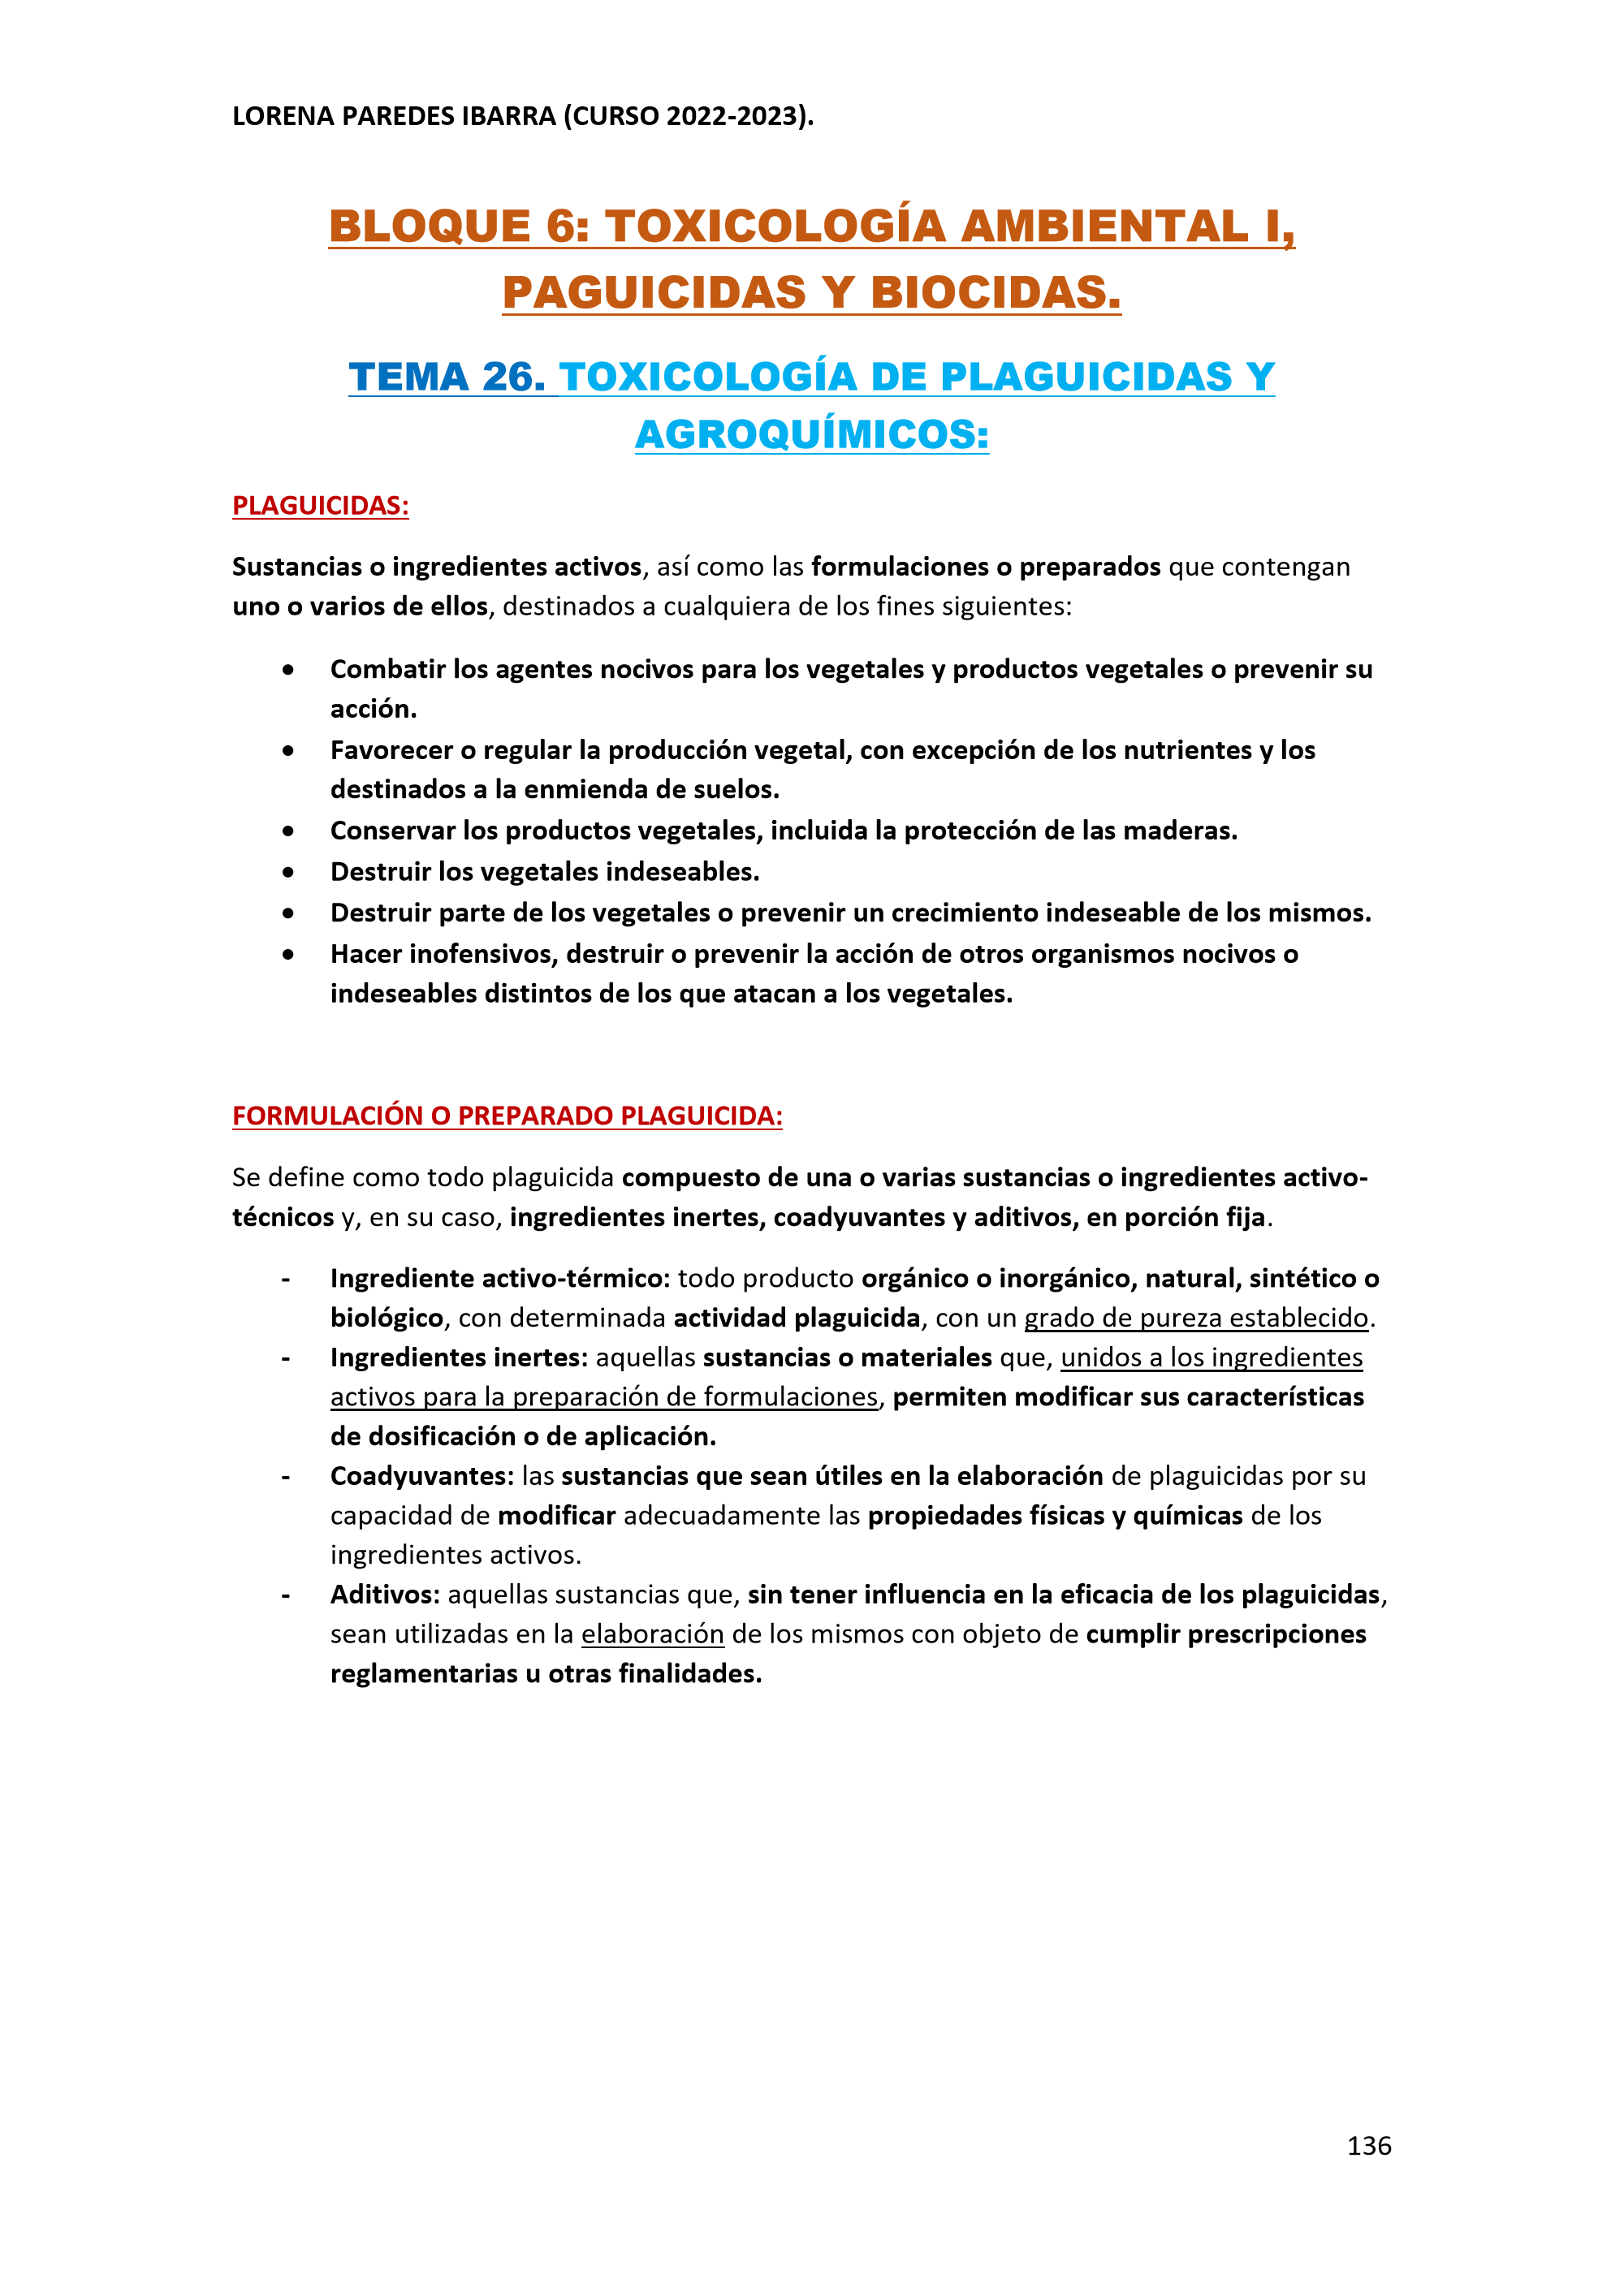 LORENA PAREDES IBARRA (CURSO 2022-2023).
BLOQUE 6: TOXICOLOGÍA AMBIENTAL I,
PAGUICIDAS Y BIOCIDAS.
TEMA 26. TOXICOLOGÍA DE PLAGUICIDAS Y
AGROQUÍMICOS:
PLAGUICIDAS:
Sustancias o ingredientes activos, así como las formulaciones o preparados que contengan
uno o varios de ellos, destinados a cualquiera de los fines siguientes:
• Combatir los agentes nocivos para los vegetales y productos vegetales o prevenir su
acción.
• Favorecer o regular la producción vegetal, con excepción de los nutrientes y los
destinados a la enmienda de suelos.
• Conservar los productos vegetales, incluida la protección de las maderas.
• Destruir los vegetales indeseables.
• Destruir parte de los vegetales o prevenir un crecimiento indeseable de los mismos.
• Hacer inofensivos, destruir o prevenir la acción de otros organismos nocivos o
indeseables distintos de los que atacan a los vegetales.
FORMULACIÓN O PREPARADO PLAGUICIDA:
Se define como todo plaguicida compuesto de una o varias sustancias o ingredientes activo-
técnicos y, en su caso, ingredientes inertes, coadyuvantes y aditivos, en porción fija.
- Ingrediente activo-térmico: todo producto orgánico o inorgánico, natural, sintético o
biológico, con determinada actividad plaguicida, con un grado de pureza establecido.
- Ingredientes inertes: aquellas sustancias o materiales que, unidos a los ingredientes
activos para la preparación de formulaciones, permiten modificar sus características
de dosificación o de aplicación.
- Coadyuvantes: las sustancias que sean útiles en la elaboración de plaguicidas por su
capacidad de modificar adecuadamente las propiedades físicas y químicas de los
ingredientes activos.
- Aditivos: aquellas sustancias que, sin tener influencia en la eficacia de los plaguicidas,
sean utilizadas en la elaboración de los mismos con objeto de cumplir prescripciones
reglamentarias u otras finalidades.
136